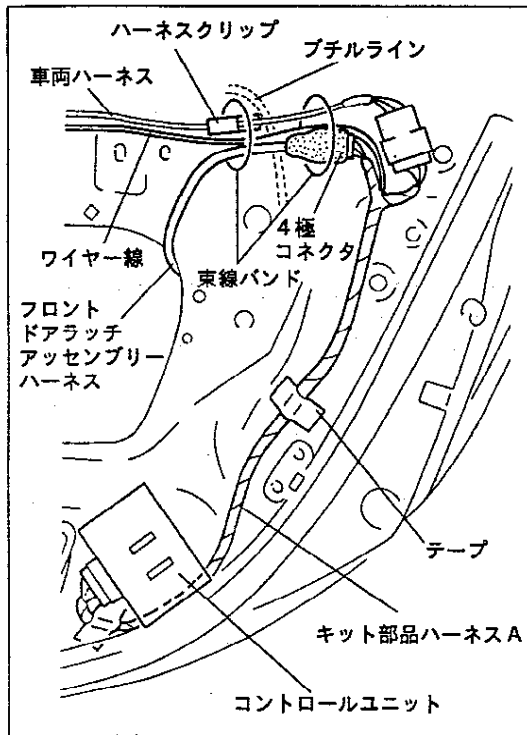 ハーネスクリップ
ブチルライン
車両ハーネス
4極
コネクタ
ワイヤー線
束線バンド
フロント
ドアラッチ
アッセンブリー
ハーネス
テープ
キット部品ハーネスA
コントロールユニット